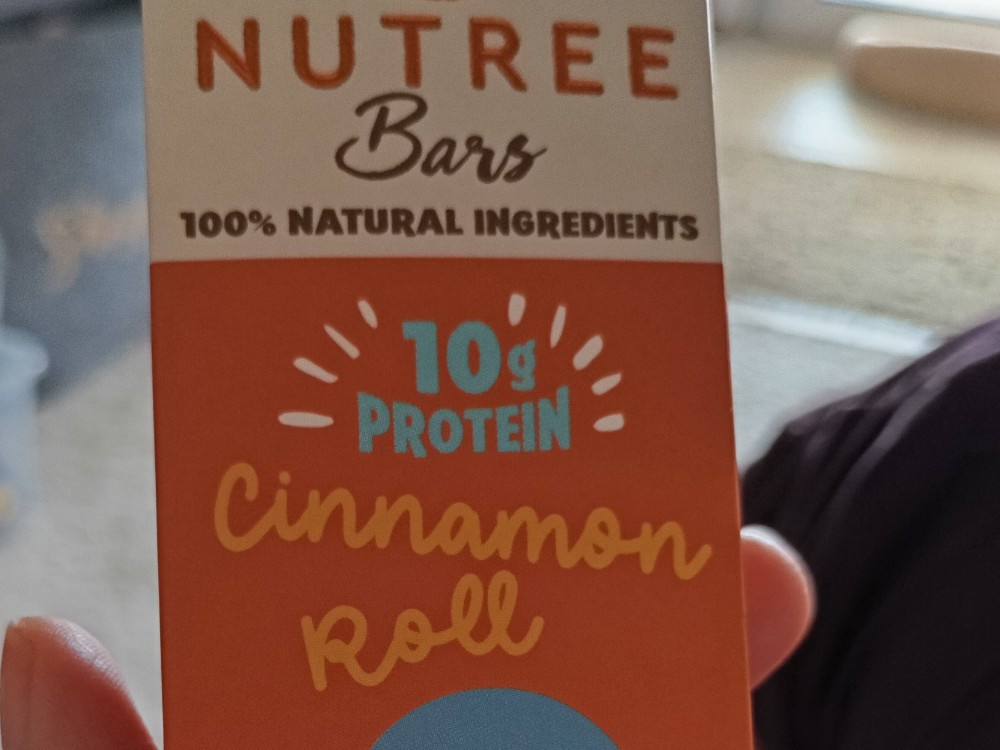 NUTREE
Bars
100% NATURAL INGREDIENTS
10g
PROTEIN
Cinnamon
Roll